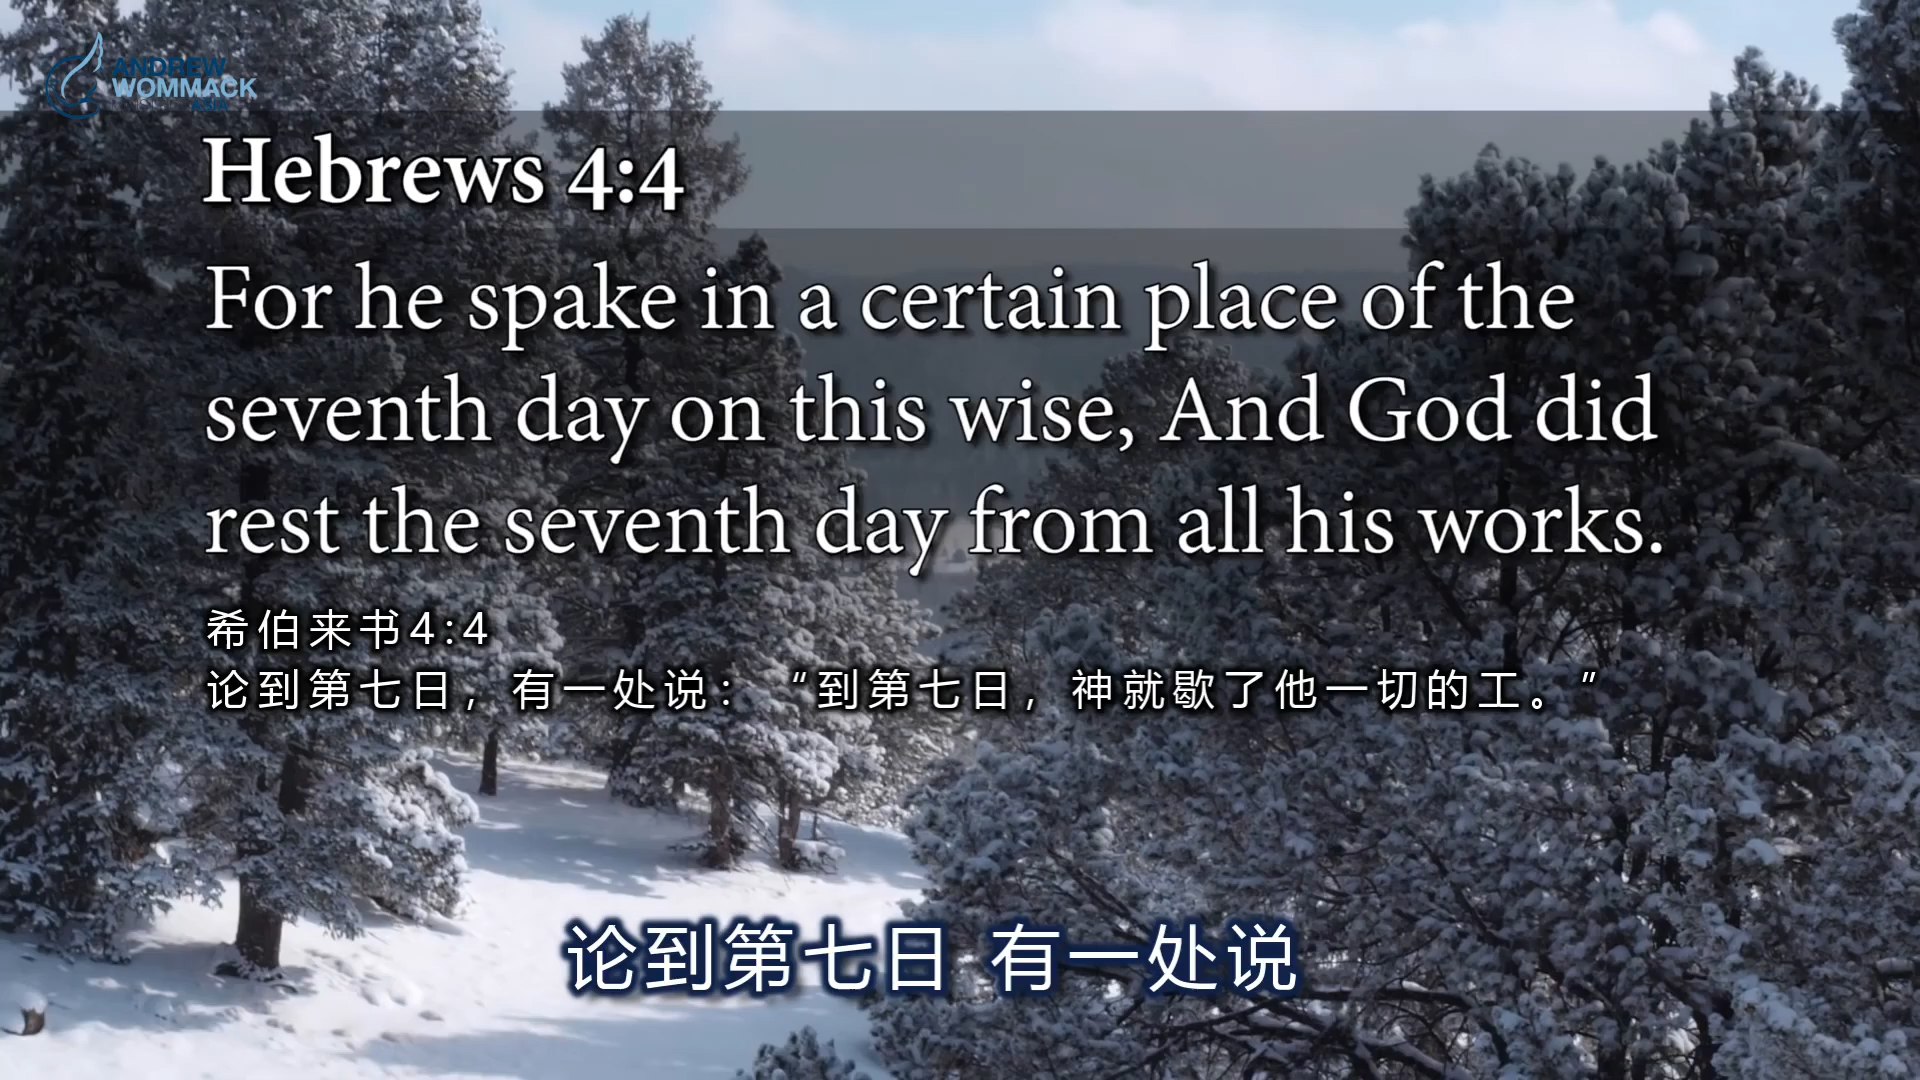 ANDREW
WOMMACK
Hebrews 4:4
For he spake in a certain place of the
seventh day on this wise, And God did
rest the seventh day from all his works.
希伯来书4:4
论到第七日，有一处说：“到第七日，神就歇了他一切的工。”
论到第七日 有一处说